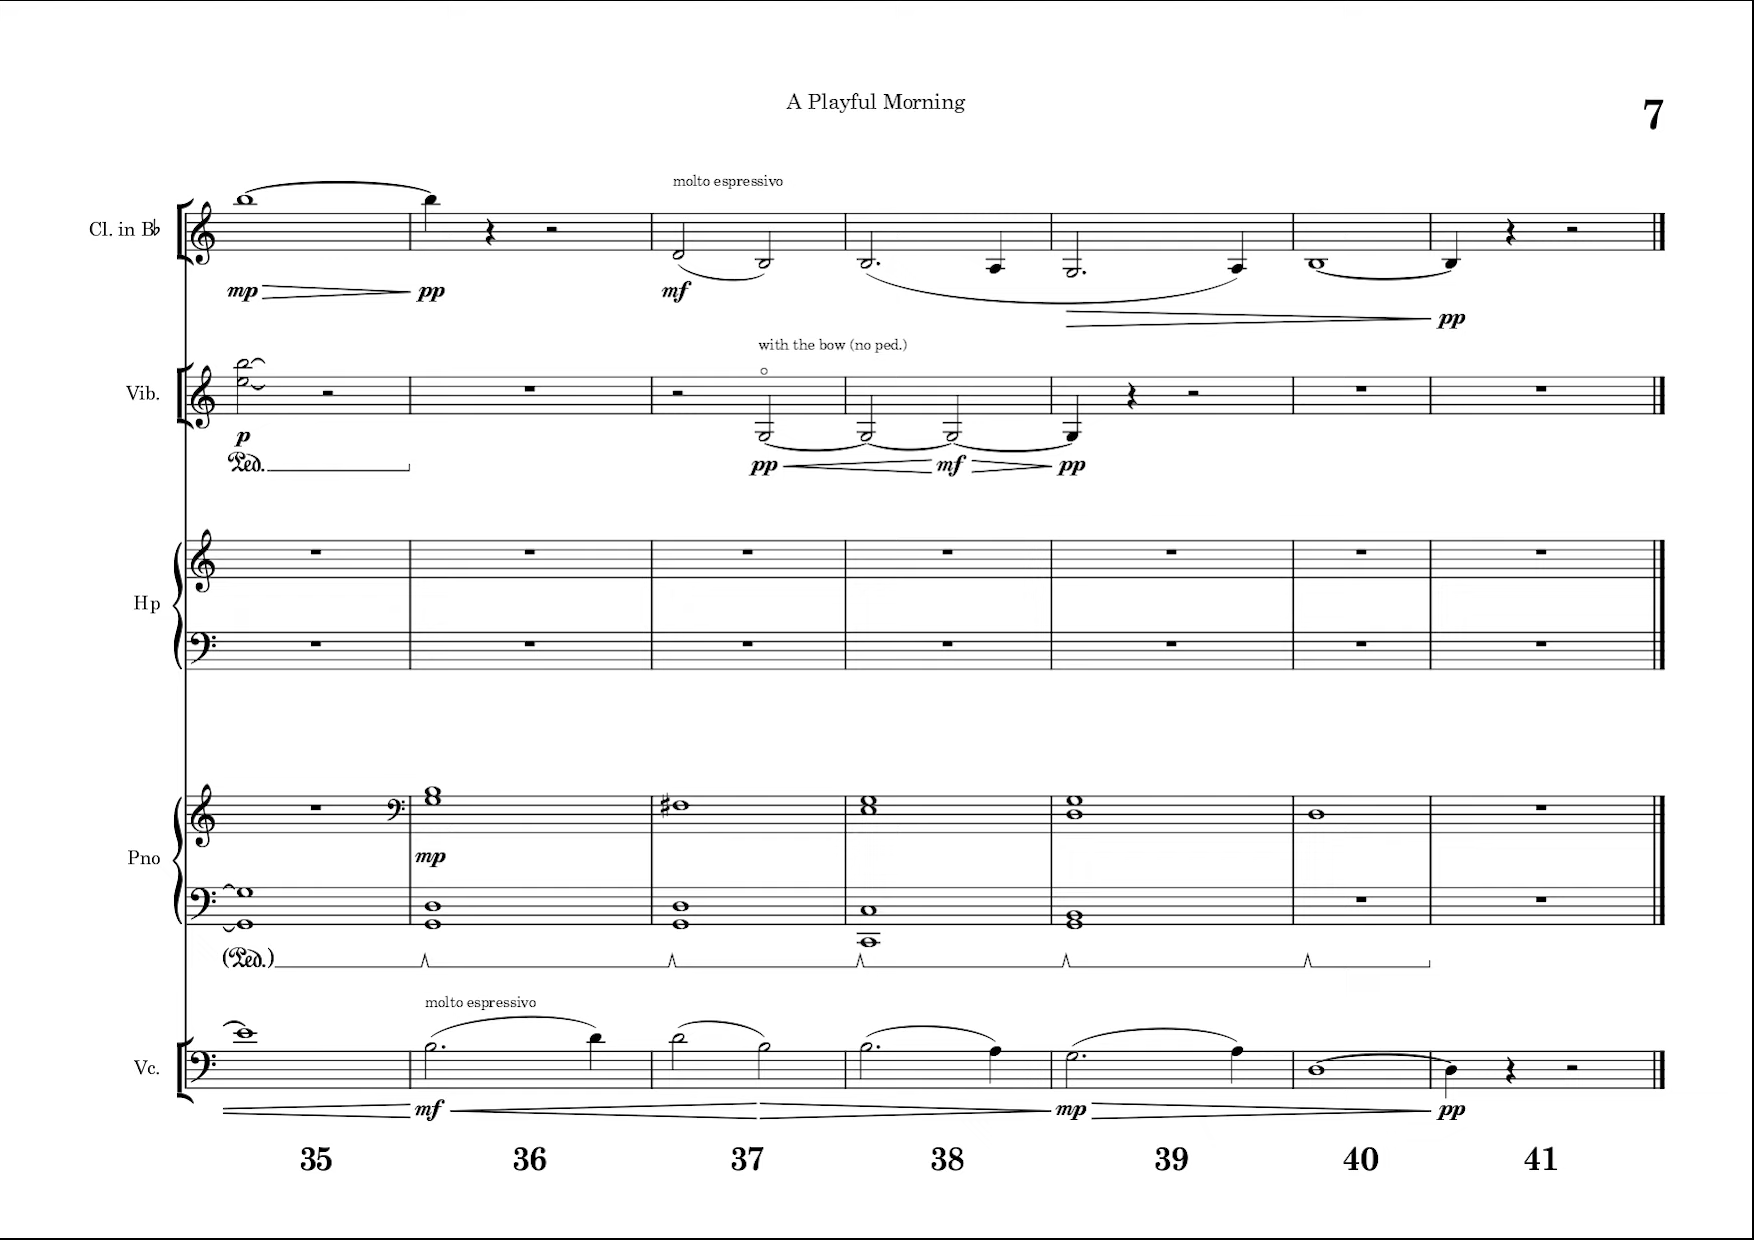 A Playful Morning
7
molto espressivo
Cl. in B♭
mp pp mf pp
with the bow (no ped.)
Vib.
p pp mf pp
Ped.
Hp
Pno
mp
(Ped.)
molto espressivo
Vc.
mf mp pp
35 36 37 38 39 40 41